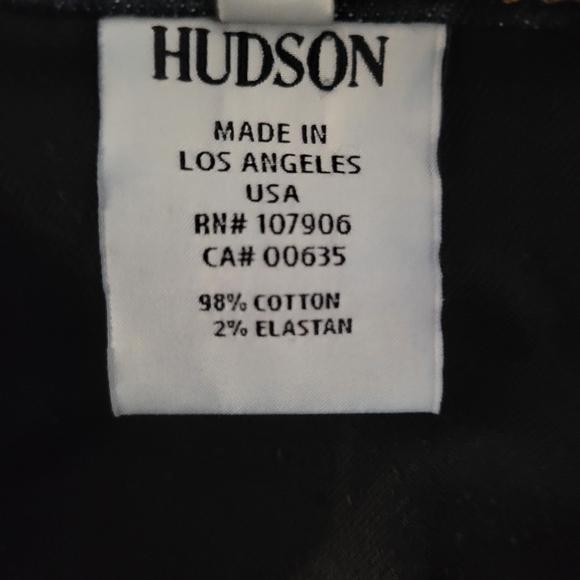 HUDSON
MADE IN
LOS ANGELES
USA
RN# 107906
CA# 00635
98% COTTON
2% ELASTAN